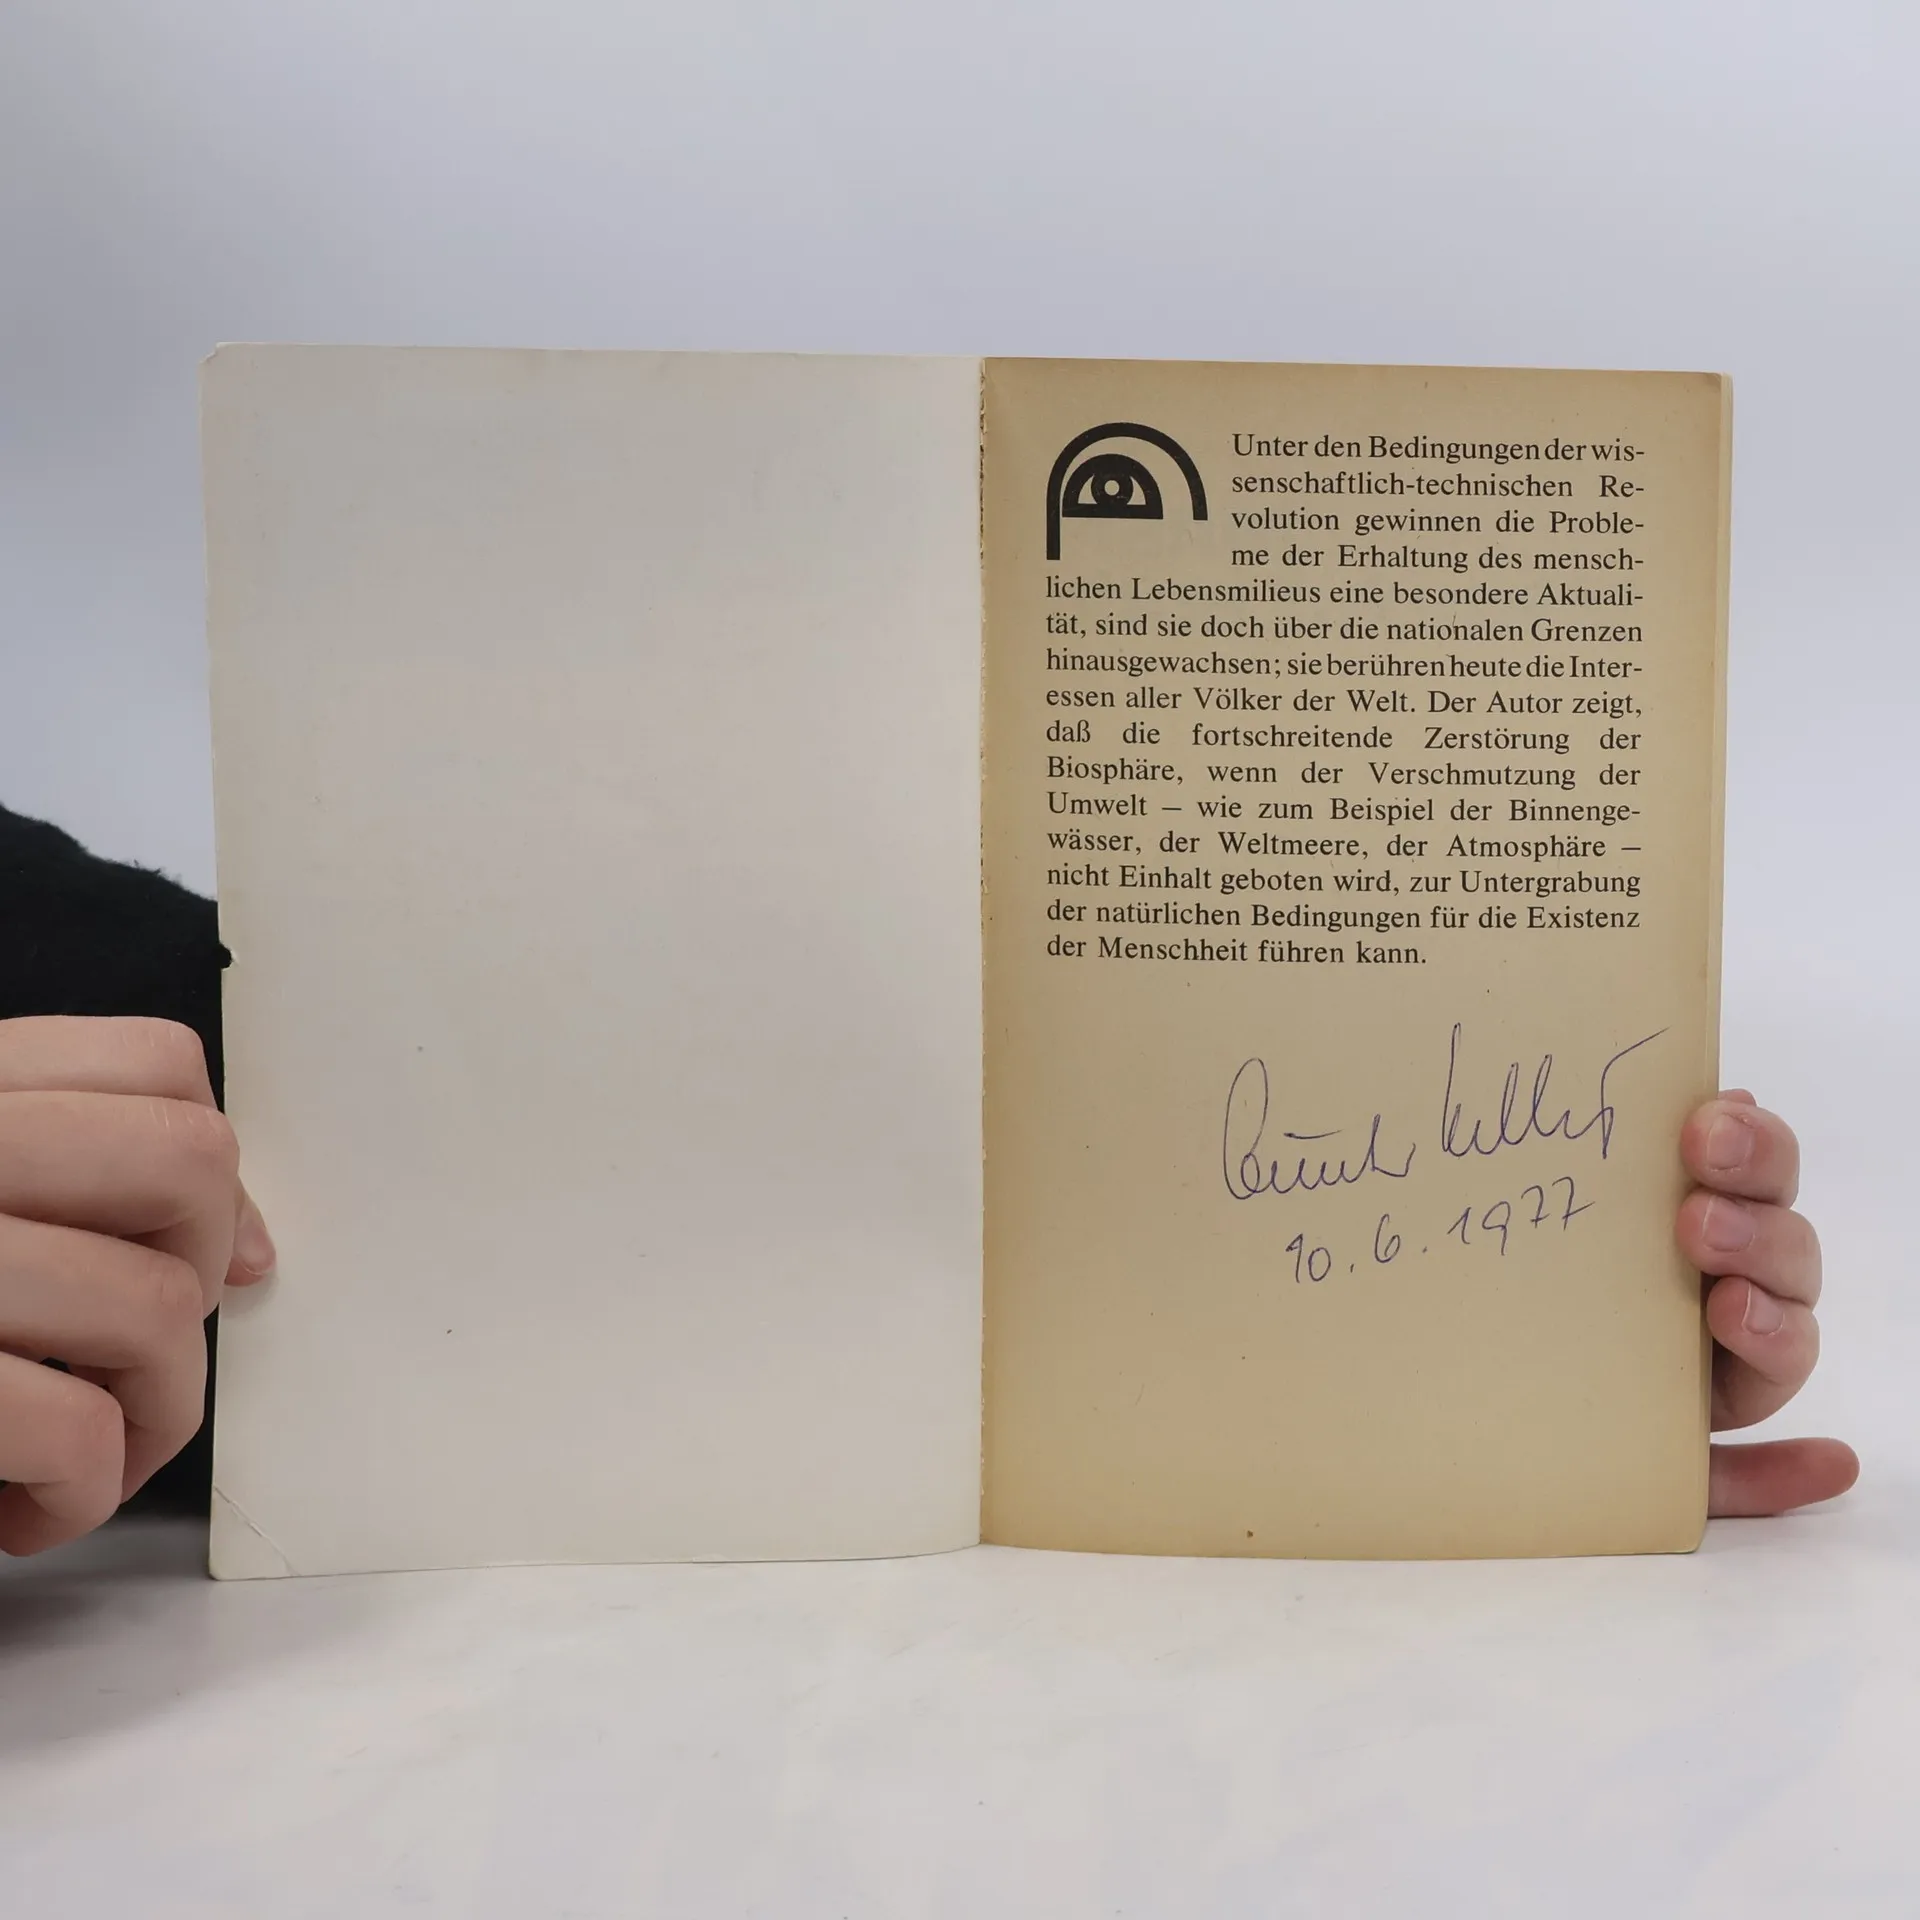 Unter den Bedingungen der wis-
senschaftlich-technischen Re-
volution gewinnen die Proble-
me der Erhaltung des mensch-
lichen Lebensmilieus eine besondere Aktuali-
tät, sind sie doch über die nationalen Grenzen
hinausgewachsen; sie berühren heute die Inter-
essen aller Völker der Welt. Der Autor zeigt,
daß die fortschreitende Zerstörung der
Biosphäre, wenn der Verschmutzung der
Umwelt – wie zum Beispiel der Binnenge-
wässer, der Weltmeere, der Atmosphäre –
nicht Einhalt geboten wird, zur Untergrabung
der natürlichen Bedingungen für die Existenz
der Menschheit führen kann.
10.6.1977